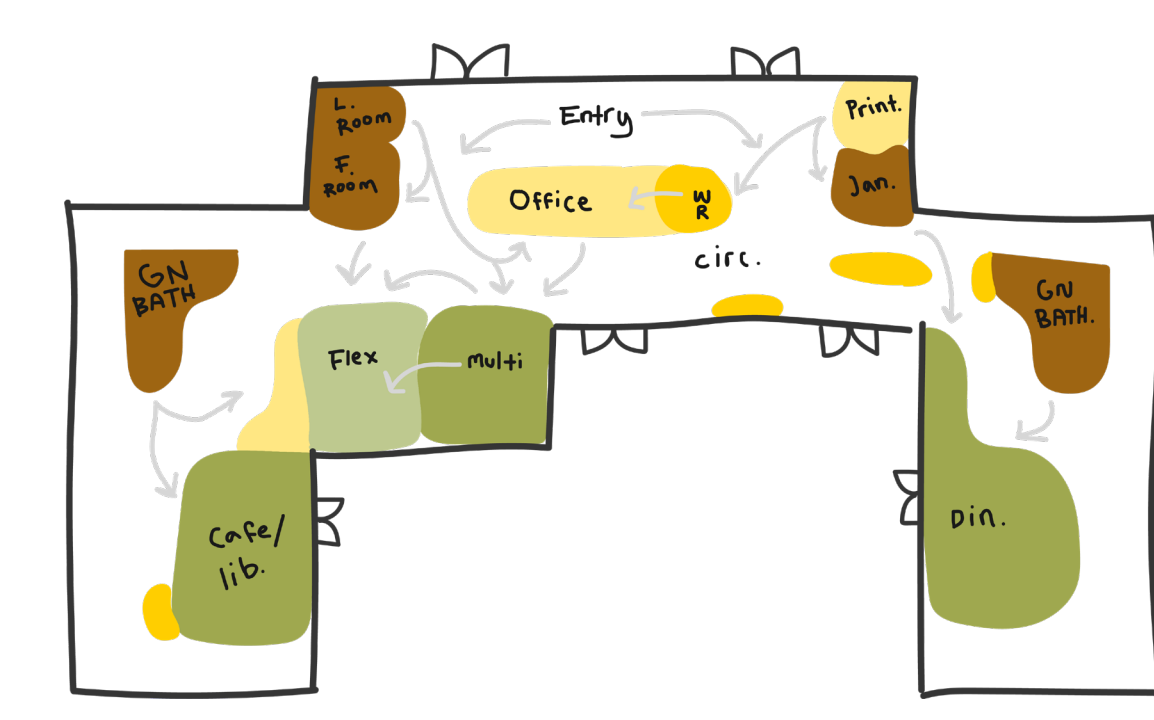 L.
ROOM
F.
ROOM
Entry
Print.
Jan.
Office
W
R
circ.
GN
BATH
GN
BATH.
Flex
multi
Cafe/
lib.
Din.